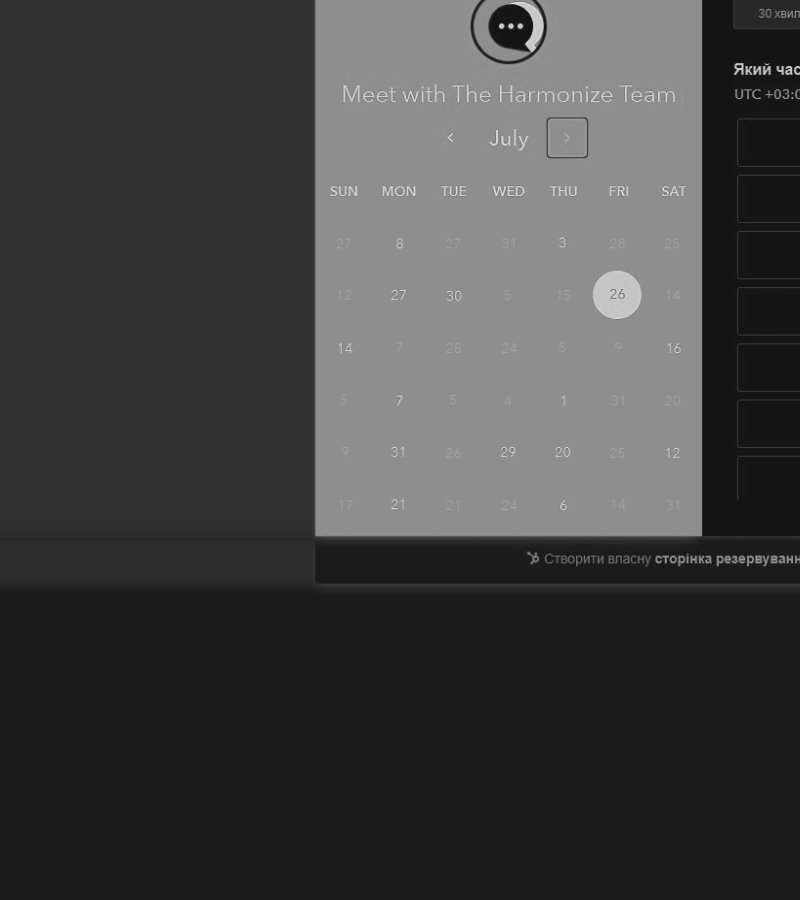 30 хвил
Meet with The Harmonize Team
Який час
UTC +03:0
July
SUN MON TUE WED THU FRI SAT
27 8 27 31 3 28 25
12 27 30 5 15 26 14
14 7 28 24 5 9 16
5 7 5 4 1 31 20
9 31 26 29 20 25 12
17 21 21 24 6 14 31
Створити власну сторінка резервуванн